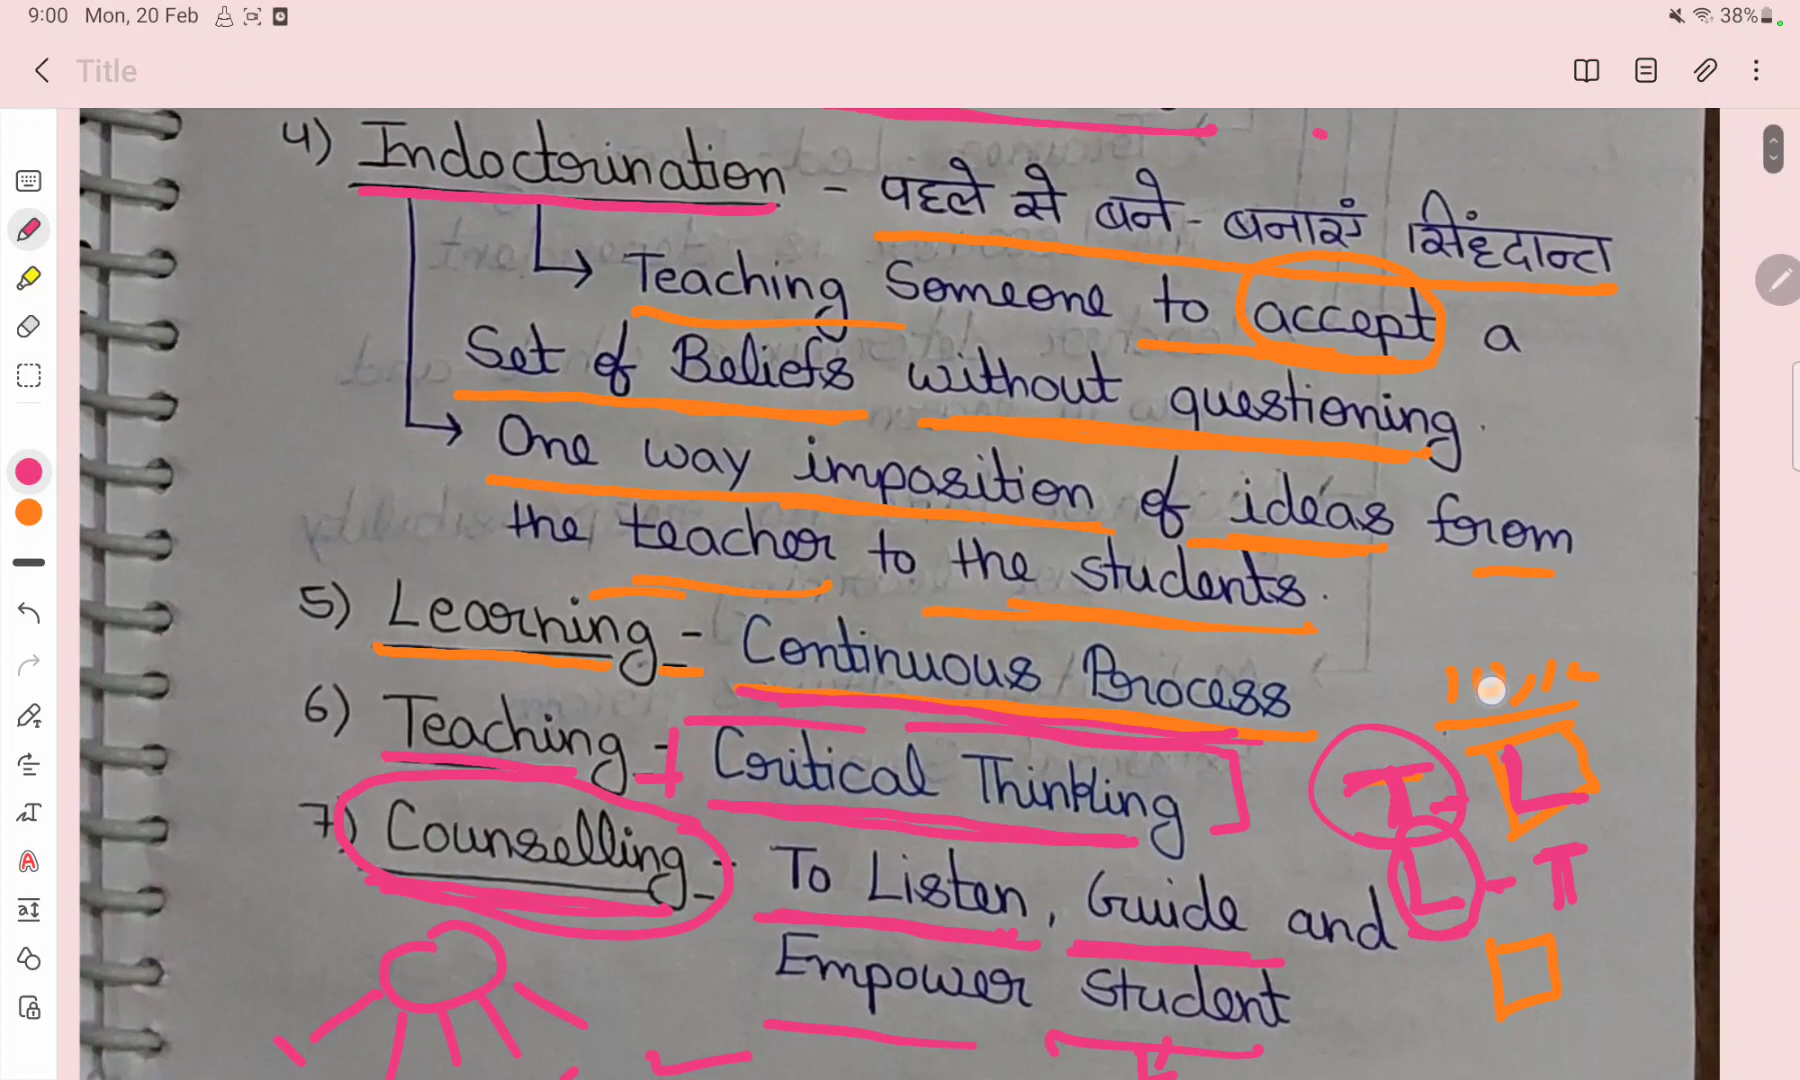 9:00 Mon, 20 Feb
38%
Title
4) Indoctrination - पहले से बने-बनाएं सिंद्दान्त
Teaching Someone to accept a
Set of Beliefs without questioning.
One way imposition of ideas from
the teacher to the students.
5) Learning - Continuous Process
6) Teaching - Critical Thinking
7) Counselling - To Listen, Guide and
Empower Student
T - L
L - T